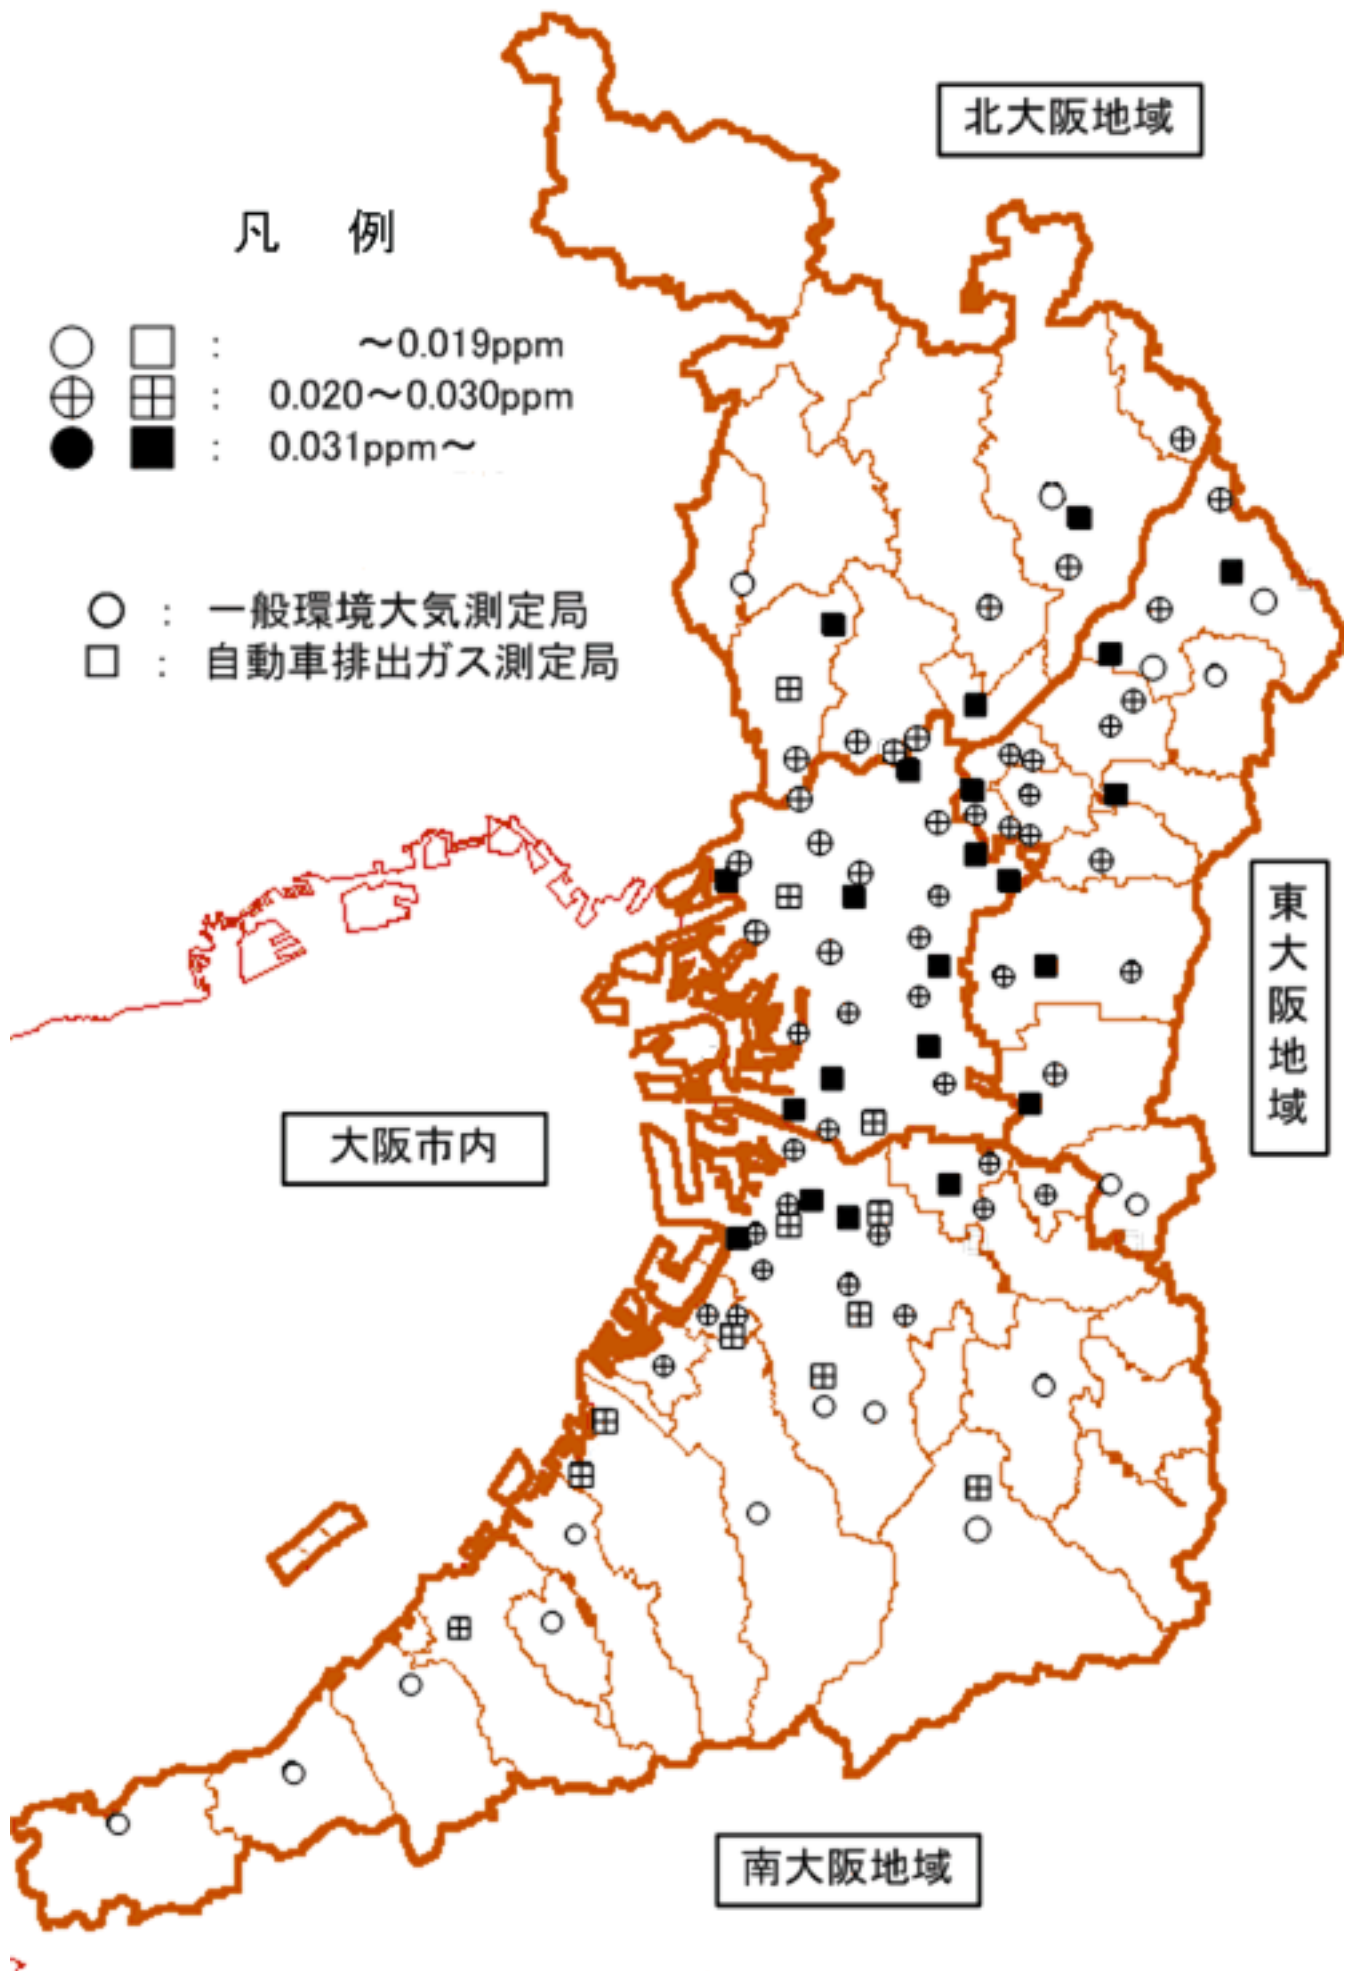 北大阪地域
凡 例
: ～0.019ppm
: 0.020～0.030ppm
: 0.031ppm～
: 一般環境大気測定局
: 自動車排出ガス測定局
東大阪地域
大阪市内
南大阪地域